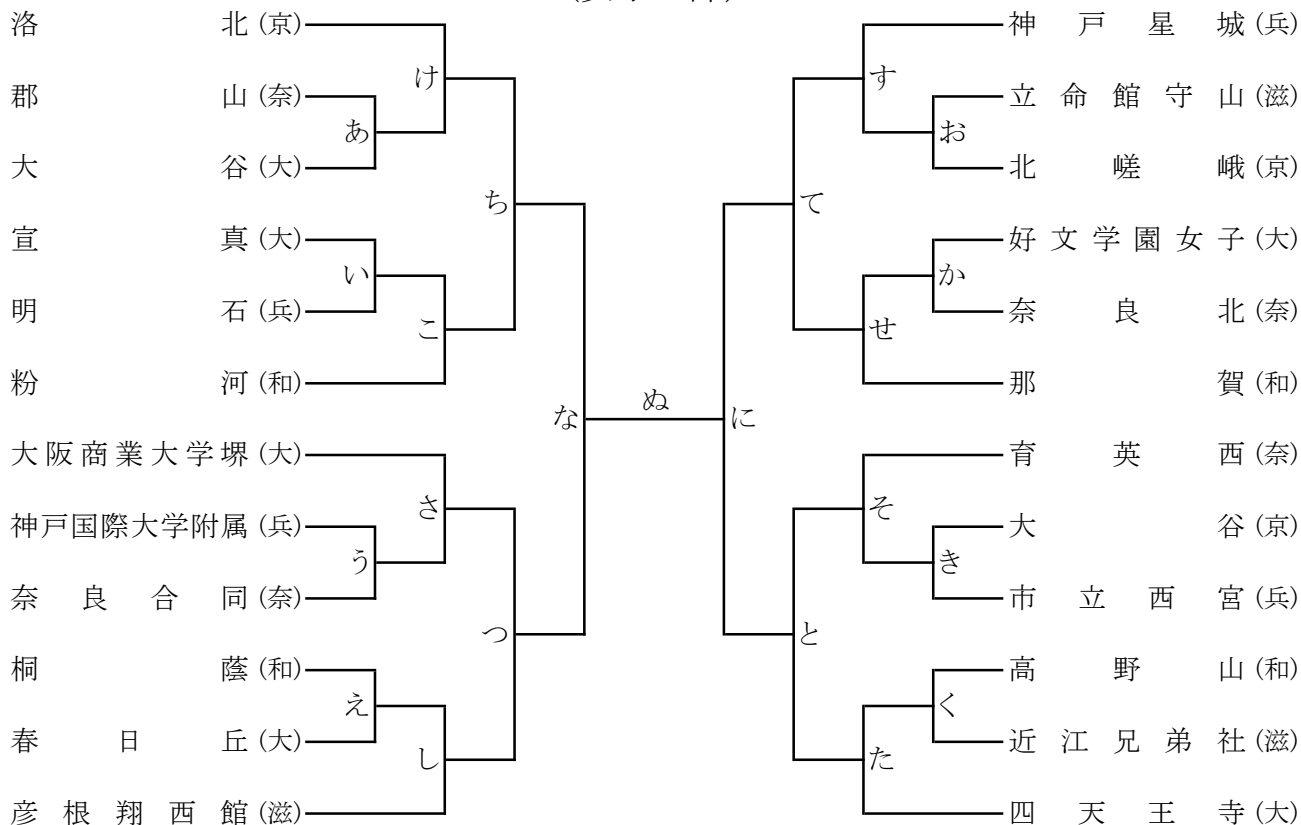 洛北(京)
郡山(奈)
大谷(大)
宣真(大)
明石(兵)
粉河(和)
大阪商業大学堺(大)
神戸国際大学附属(兵)
奈良合同(奈)
桐蔭(和)
春日丘(大)
彦根翔西館(滋)
け
あ
い
こ
ち
さ
う
え
し
つ
な
ぬ
に
て
と
す
お
か
せ
そ
き
く
た
神戸星城(兵)
立命館守山(滋)
北嵯峨(京)
好文学園女子(大)
奈良北(奈)
那賀(和)
育英西(奈)
大谷(京)
市立西宮(兵)
高野山(和)
近江兄弟社(滋)
四天王寺(大)